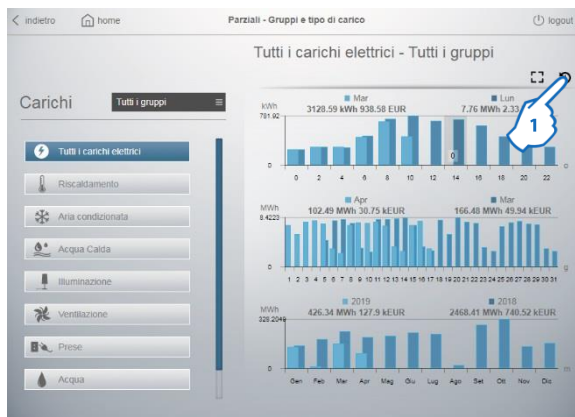 indietro home Parziali - Gruppi e tipo di carico logout
Tutti i carichi elettrici - Tutti i gruppi
Carichi Tutti i gruppi
Tutti i carichi elettrici
Riscaldamento
Aria condizionata
Acqua Calda
Illuminazione
Ventilazione
Prese
Acqua
kWh Mar Lun
3128.59 kWh 938.58 EUR 7.76 MWh 2.33
781.92
0
0
0 2 4 6 8 10 12 14 16 18 20 22 o
1
MWh Apr Mar
102.49 MWh 30.75 kEUR 166.48 MWh 49.94 kEUR
8.4223
0
1 2 3 4 5 6 7 8 9 10 11 12 13 14 15 16 17 18 19 20 21 22 23 24 25 26 27 28 29 30 31 g
MWh 2019 2018
426.34 MWh 127.9 kEUR 2468.41 MWh 740.52 kEUR
328.2049
0
Gen Feb Mar Apr Mag Giu Lug Ago Set Ott Nov Dic m